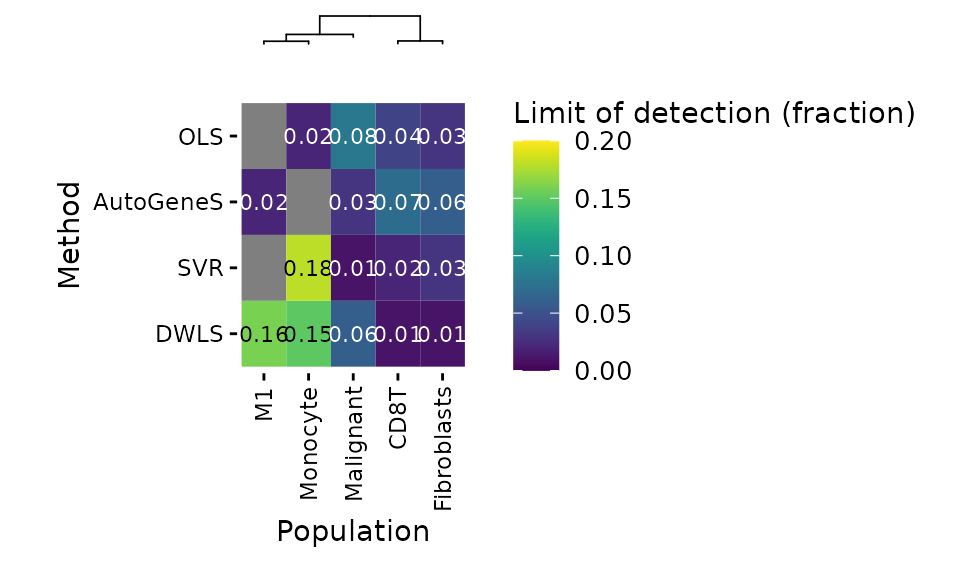 Limit of detection (fraction)
0.20
0.15
0.10
0.05
0.00
Method
OLS 0.02 0.08 0.04 0.03
AutoGeneS 0.02 0.03 0.07 0.06
SVR 0.18 0.01 0.02 0.03
DWLS 0.16 0.15 0.06 0.01 0.01
M1 Monocyte Malignant CD8T Fibroblasts
Population